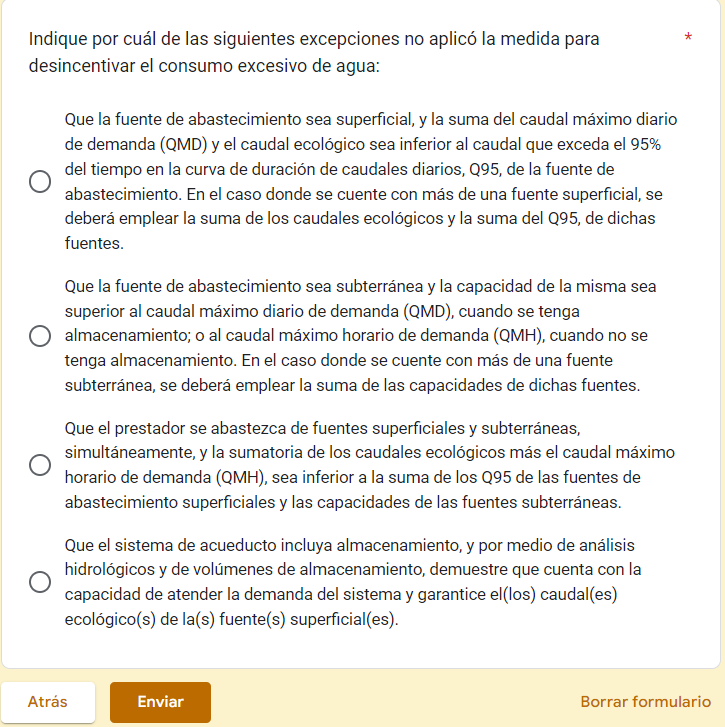 Indique por cuál de las siguientes excepciones no aplicó la medida para *
desincentivar el consumo excesivo de agua:
Que la fuente de abastecimiento sea superficial, y la suma del caudal máximo diario
de demanda (QMD) y el caudal ecológico sea inferior al caudal que exceda el 95%
del tiempo en la curva de duración de caudales diarios, Q95, de la fuente de
abastecimiento. En el caso donde se cuente con más de una fuente superficial, se
deberá emplear la suma de los caudales ecológicos y la suma del Q95, de dichas
fuentes.
Que la fuente de abastecimiento sea subterránea y la capacidad de la misma sea
superior al caudal máximo diario de demanda (QMD), cuando se tenga
almacenamiento; o al caudal máximo horario de demanda (QMH), cuando no se
tenga almacenamiento. En el caso donde se cuente con más de una fuente
subterránea, se deberá emplear la suma de las capacidades de dichas fuentes.
Que el prestador se abastezca de fuentes superficiales y subterráneas,
simultáneamente, y la sumatoria de los caudales ecológicos más el caudal máximo
horario de demanda (QMH), sea inferior a la suma de los Q95 de las fuentes de
abastecimiento superficiales y las capacidades de las fuentes subterráneas.
Que el sistema de acueducto incluya almacenamiento, y por medio de análisis
hidrológicos y de volúmenes de almacenamiento, demuestre que cuenta con la
capacidad de atender la demanda del sistema y garantice el(los) caudal(es)
ecológico(s) de la(s) fuente(s) superficial(es).
Atrás Enviar Borrar formulario